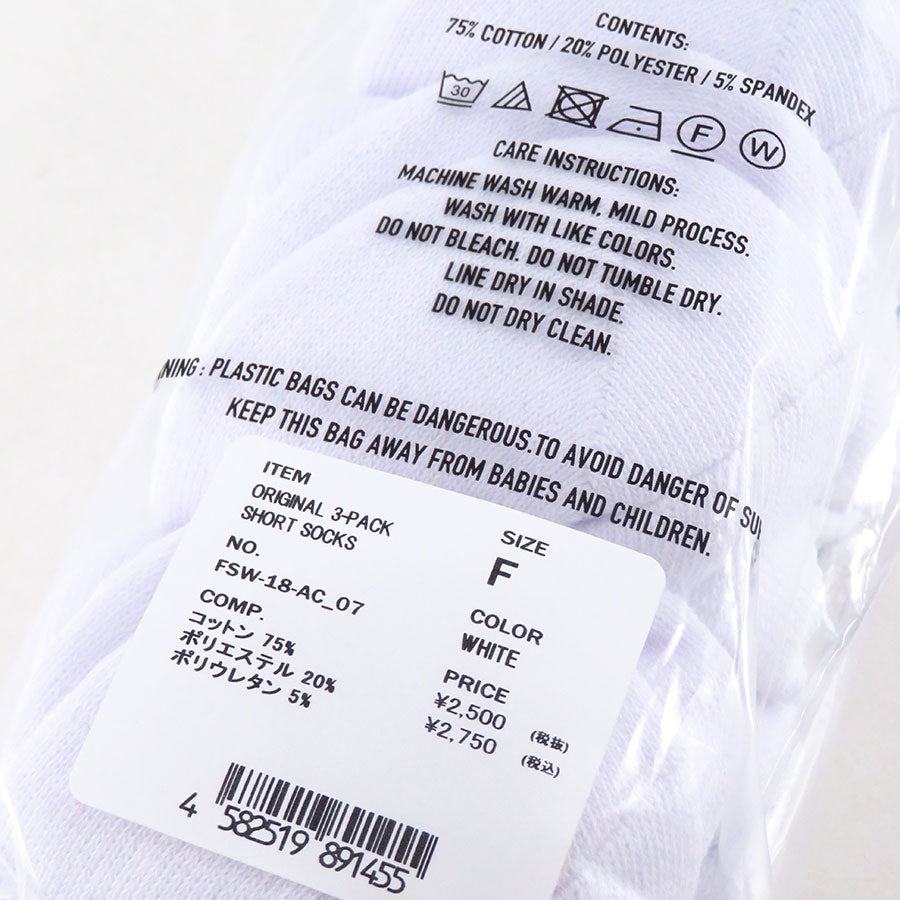 CONTENTS:
75% COTTON / 20% POLYESTER / 5% SPANDEX
30 F W
CARE INSTRUCTIONS:
MACHINE WASH WARM, MILD PROCESS.
WASH WITH LIKE COLORS.
DO NOT BLEACH. DO NOT TUMBLE DRY.
LINE DRY IN SHADE.
DO NOT DRY CLEAN.
: PLASTIC BAGS CAN BE DANGEROUS.TO AVOID DANGER OF
KEEP THIS BAG AWAY FROM BABIES AND CHILDREN.
ITEM
ORIGINAL 3-PACK
SHORT SOCKS
NO.
FSW-18-AC_07
COMP.
コットン 75%
ポリエステル 20%
ポリウレタン 5%
SIZE
F
COLOR
WHITE
PRICE
¥2,500 (税抜)
¥2,750 (税込)
4 582519 891455